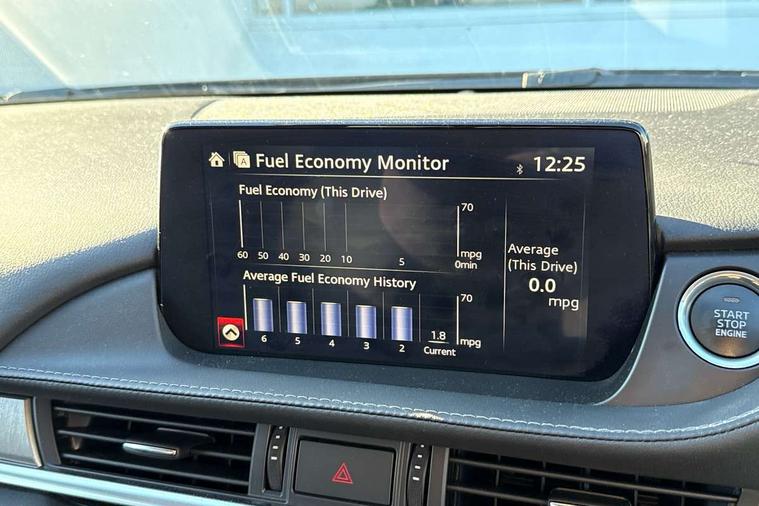 A Fuel Economy Monitor 12:25
Fuel Economy (This Drive)
70
mpg
60 50 40 30 20 10 5 0min
Average
(This Drive)
0.0
mpg
Average Fuel Economy History
70
1.8 mpg
6 5 4 3 2 Current
START
STOP
ENGINE